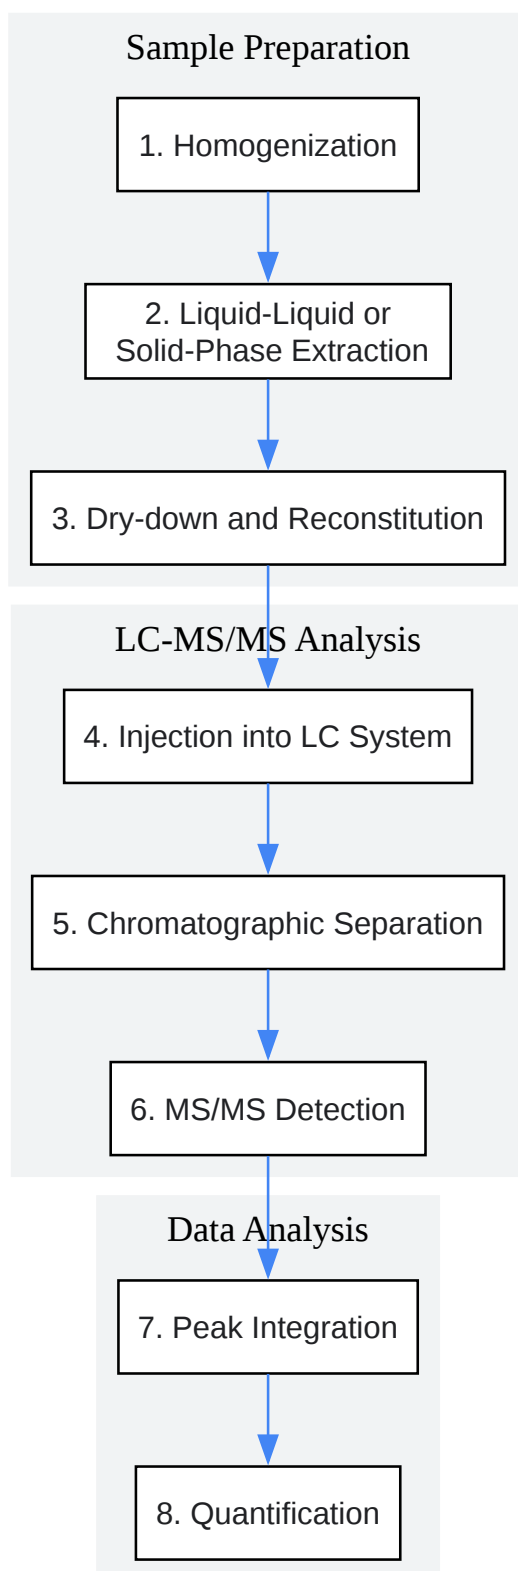 Sample Preparation
1. Homogenization
2. Liquid-Liquid or
Solid-Phase Extraction
3. Dry-down and Reconstitution
LC-MS/MS Analysis
4. Injection into LC System
5. Chromatographic Separation
6. MS/MS Detection
Data Analysis
7. Peak Integration
8. Quantification